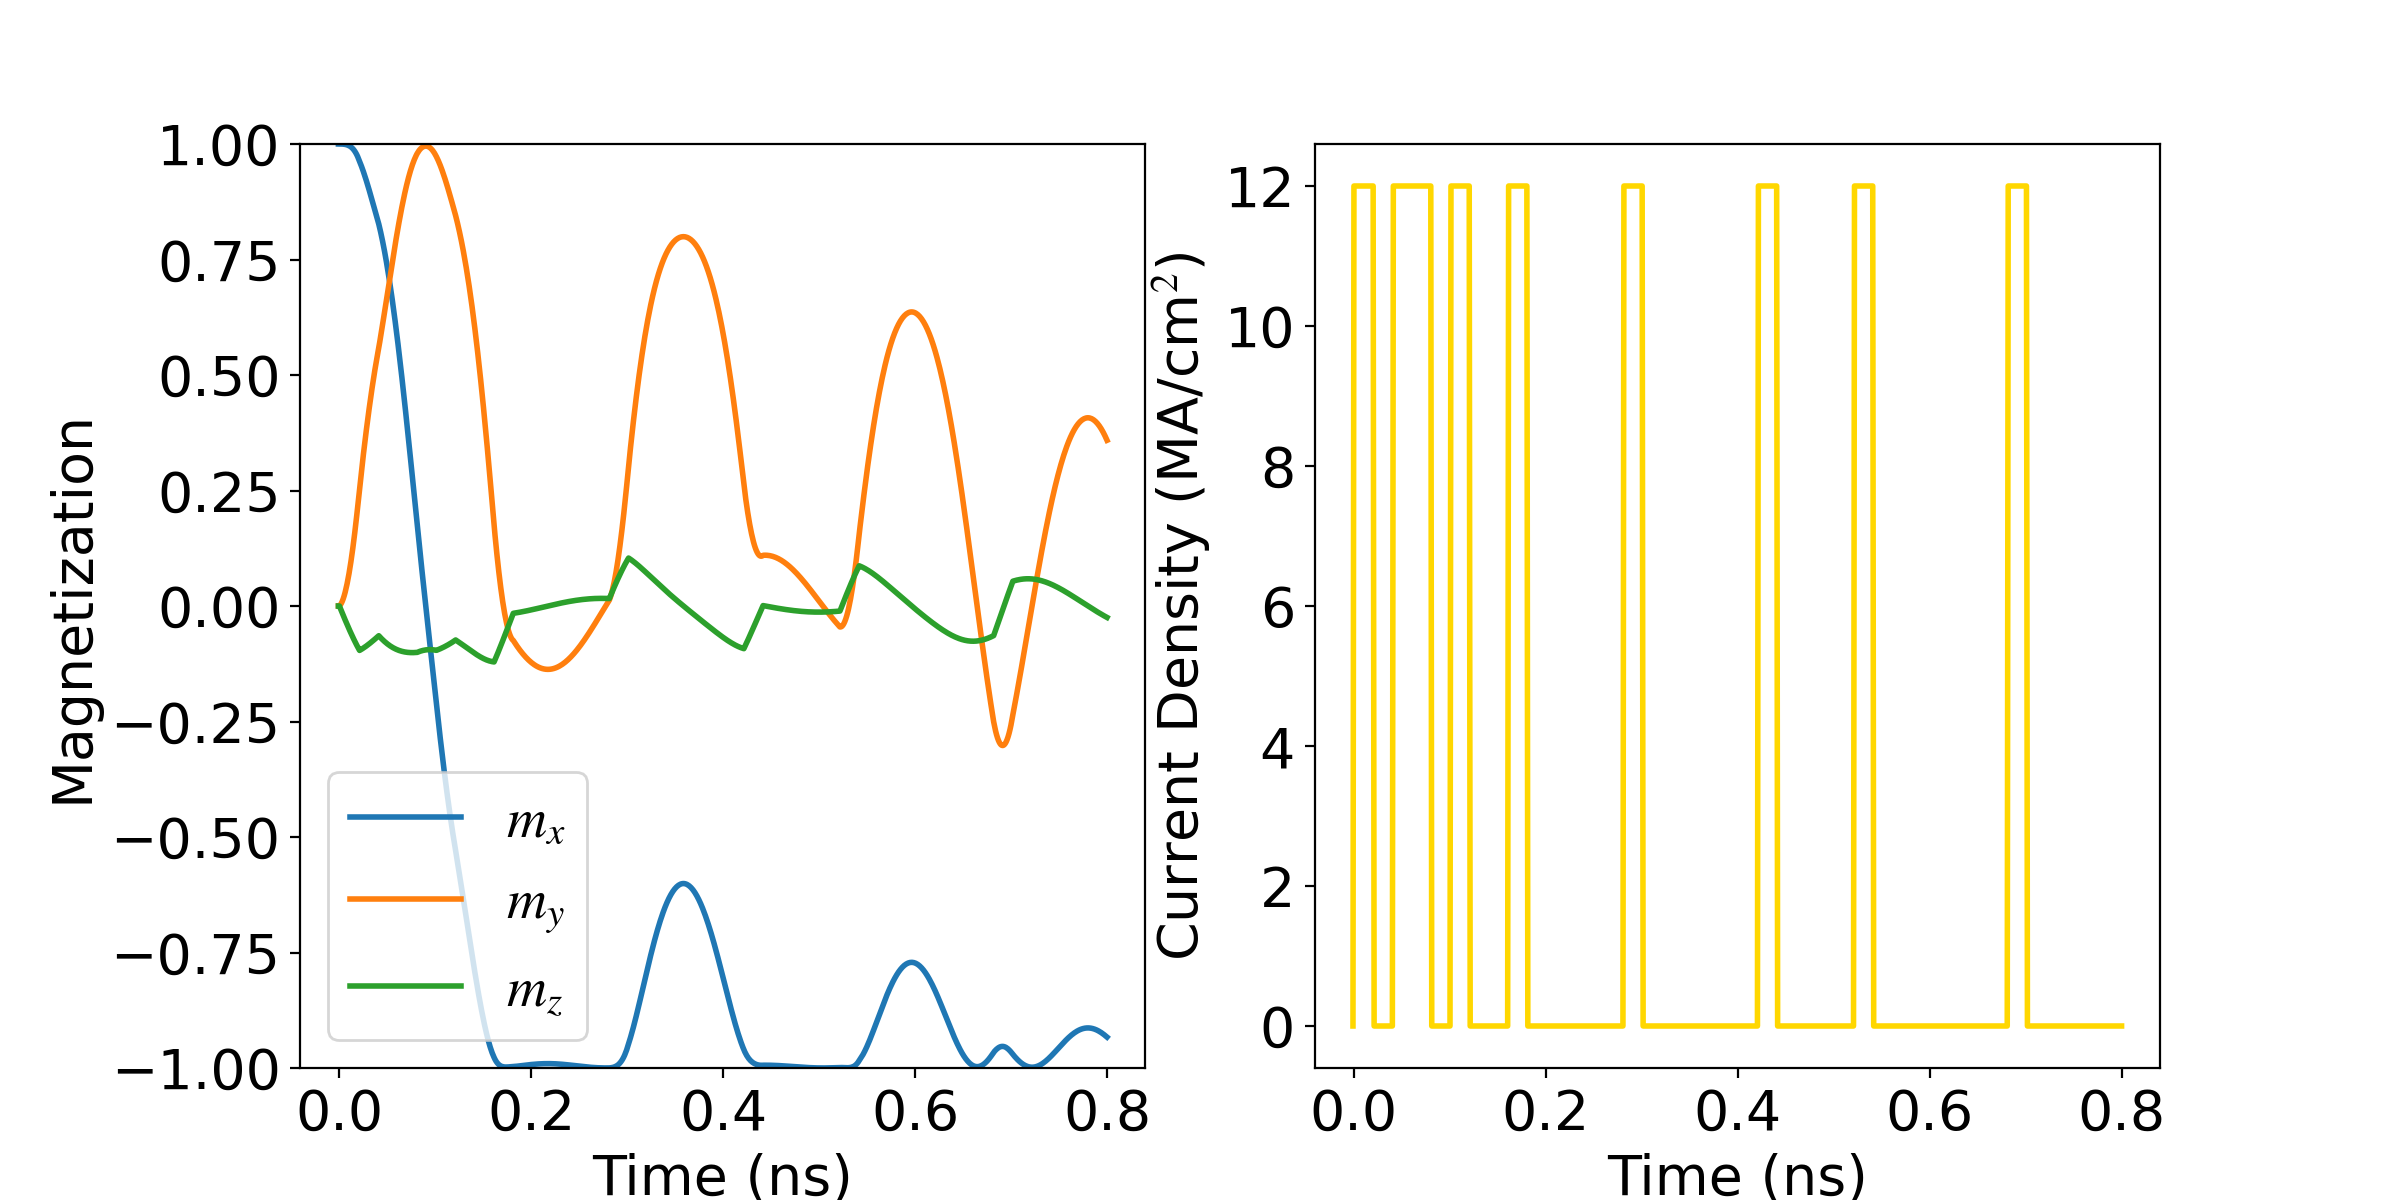 1.00
0.75
0.50
0.25
0.00
−0.25
−0.50
−0.75
−1.00
Magnetization
m_x
m_y
m_z
0.0 0.2 0.4 0.6 0.8
Time (ns)
12
10
8
6
4
2
0
Current Density (MA/cm²)
0.0 0.2 0.4 0.6 0.8
Time (ns)